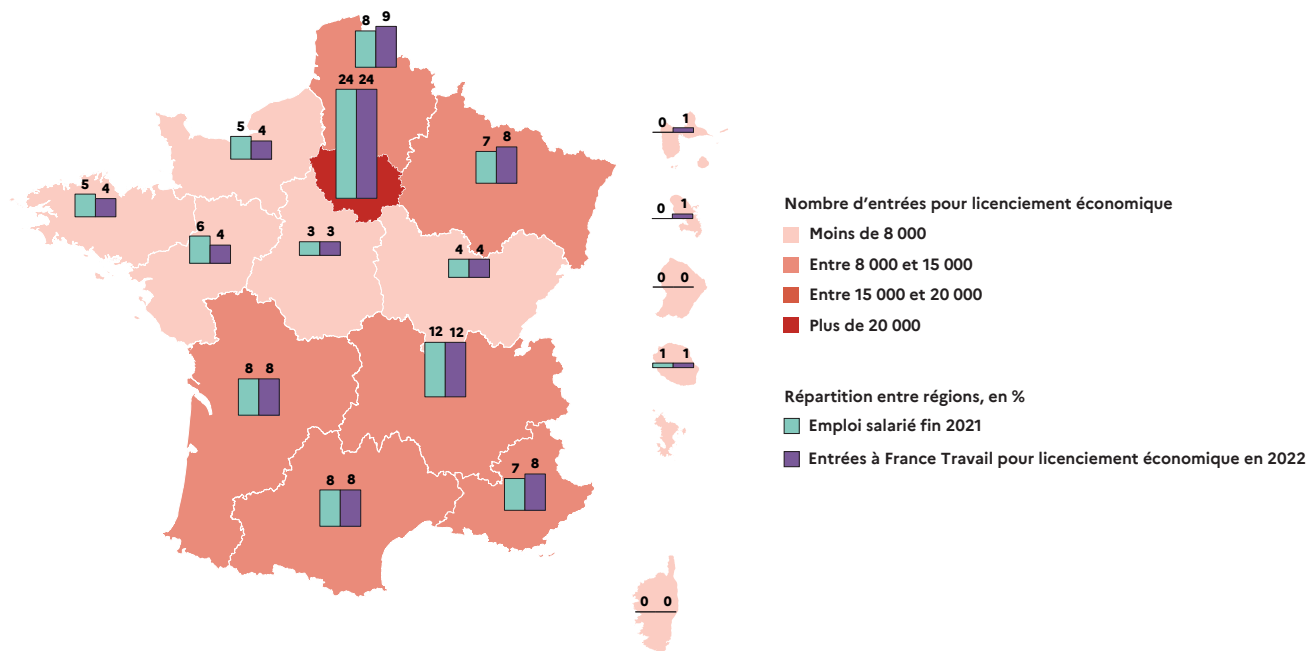 8 9
24 24
5 4
0 1
7 8
5 4
0 1
6 4
3 3
4 4
0 0
12 12
1 1
8 8
7 8
8 8
0 0
Nombre d’entrées pour licenciement économique
Moins de 8 000
Entre 8 000 et 15 000
Entre 15 000 et 20 000
Plus de 20 000
Répartition entre régions, en %
Emploi salarié fin 2021
Entrées à France Travail pour licenciement économique en 2022